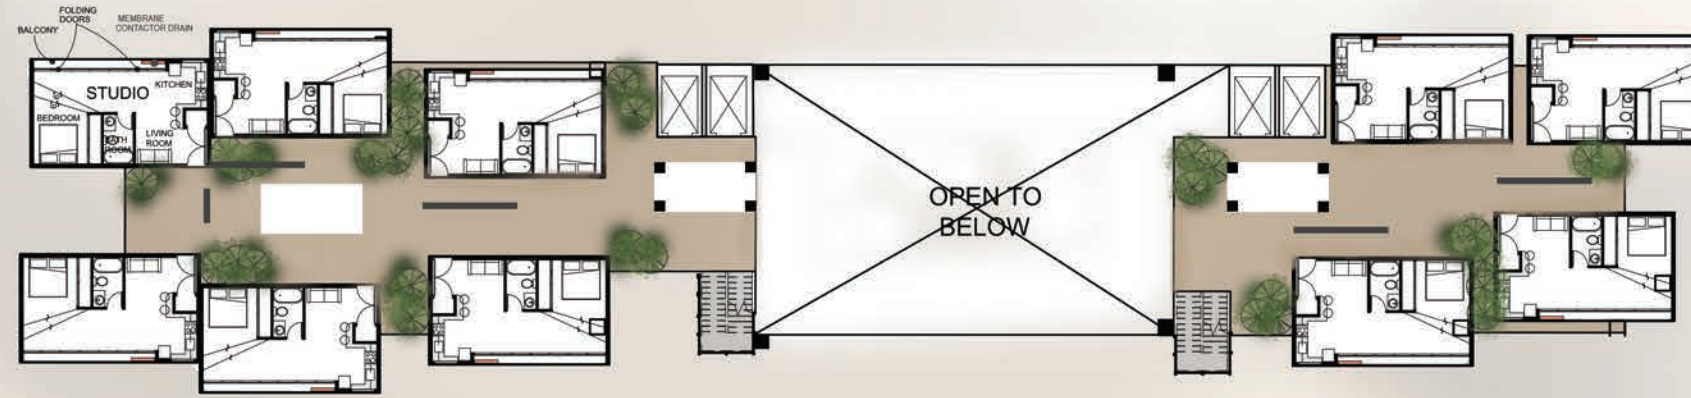 FOLDING
DOORS
MEMBRANE
CONTACTOR DRAIN
BALCONY
STUDIO
KITCHEN
BEDROOM
BATH
ROOM
LIVING
ROOM
OPEN TO
BELOW